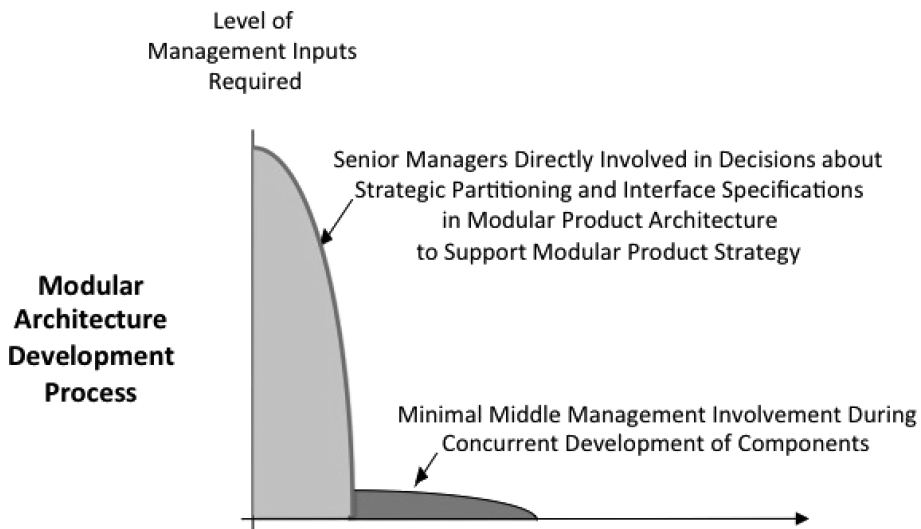 Level of
Management Inputs
Required
Senior Managers Directly Involved in Decisions about
Strategic Partitioning and Interface Specifications
in Modular Product Architecture
to Support Modular Product Strategy
Modular
Architecture
Development
Process
Minimal Middle Management Involvement During
Concurrent Development of Components